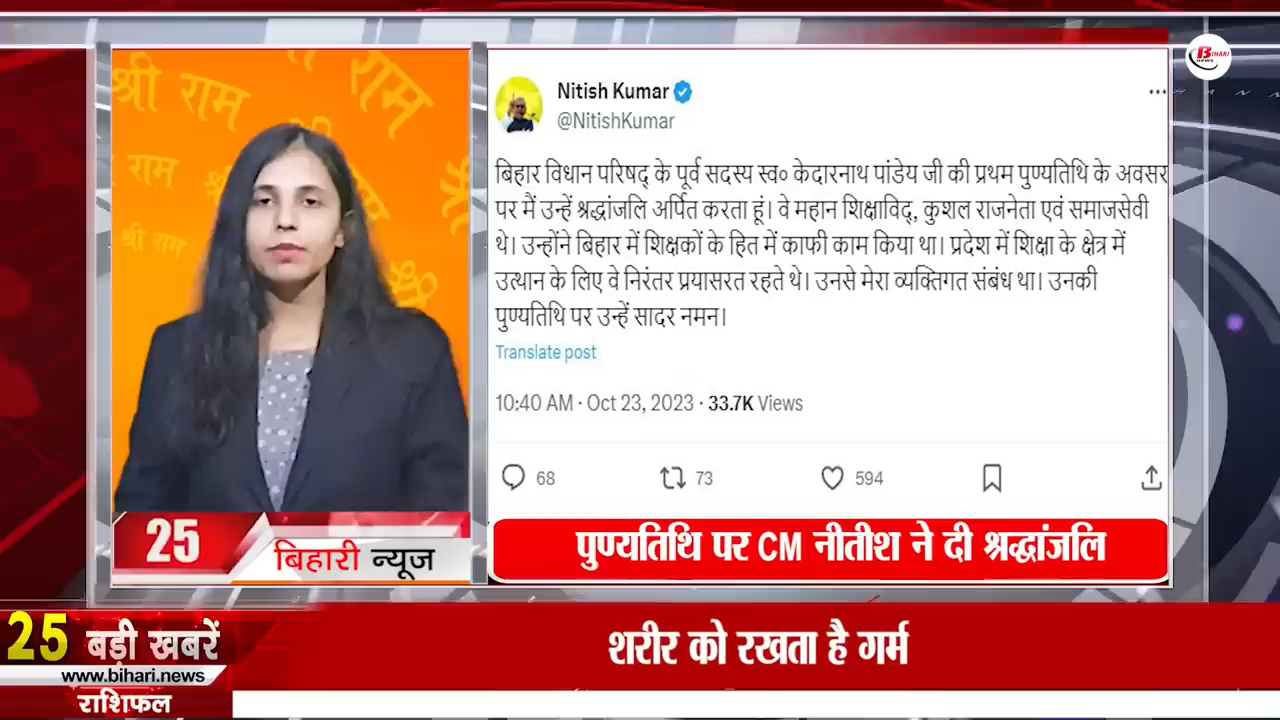 BIHARI
news
श्री राम
राम
राम
श्री
श्री राम
श्री
Nitish Kumar
@NitishKumar
बिहार विधान परिषद् के पूर्व सदस्य स्व० केदारनाथ पांडेय जी की प्रथम पुण्यतिथि के अवसर
पर मैं उन्हें श्रद्धांजलि अर्पित करता हूं। वे महान शिक्षाविद्, कुशल राजनेता एवं समाजसेवी
थे। उन्होंने बिहार में शिक्षकों के हित में काफी काम किया था। प्रदेश में शिक्षा के क्षेत्र में
उत्थान के लिए वे निरंतर प्रयासरत रहते थे। उनसे मेरा व्यक्तिगत संबंध था। उनकी
पुण्यतिथि पर उन्हें सादर नमन।
Translate post
10:40 AM · Oct 23, 2023 · 33.7K Views
68 73 594
25 बिहारी न्यूज
पुण्यतिथि पर CM नीतीश ने दी श्रद्धांजलि
25 बड़ी खबरें
www.bihari.news
शरीर को रखता है गर्म
राशिफल